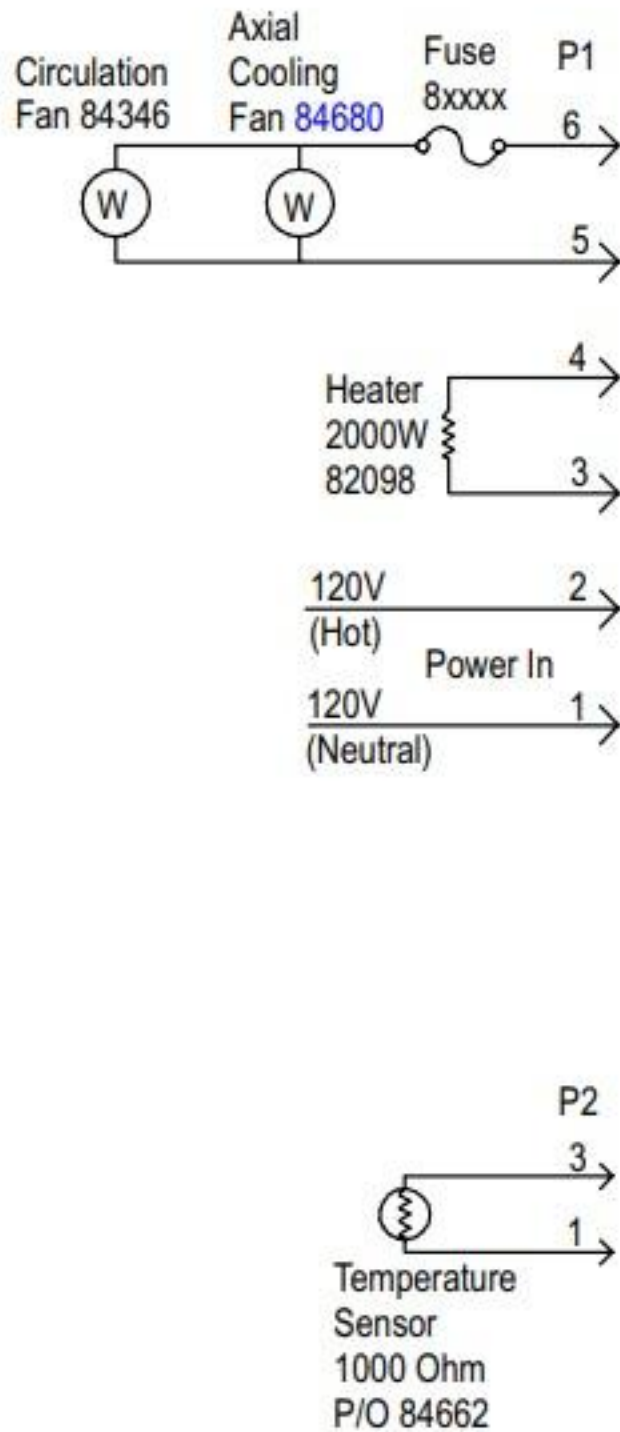 Circulation
Fan 84346
Axial
Cooling
Fan 84680
Fuse
8xxxx
P1
6
W
W
5
4
Heater
2000W
82098
3
120V
(Hot)
2
Power In
120V
(Neutral)
1
P2
3
1
Temperature
Sensor
1000 Ohm
P/O 84662